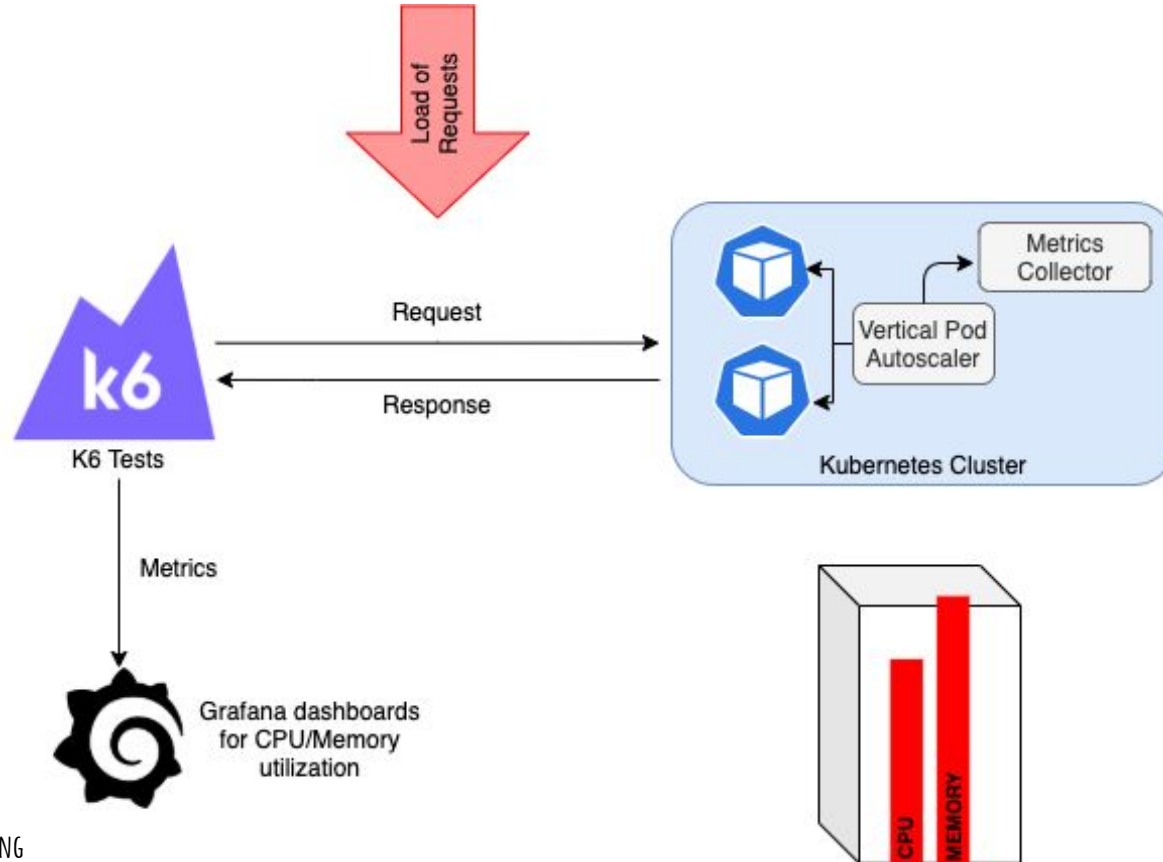 Load of
Requests
Metrics
Collector
Request
Vertical Pod
Autoscaler
k6
Response
K6 Tests
Kubernetes Cluster
Metrics
Grafana dashboards
for CPU/Memory
utilization
CPU
MEMORY
NG